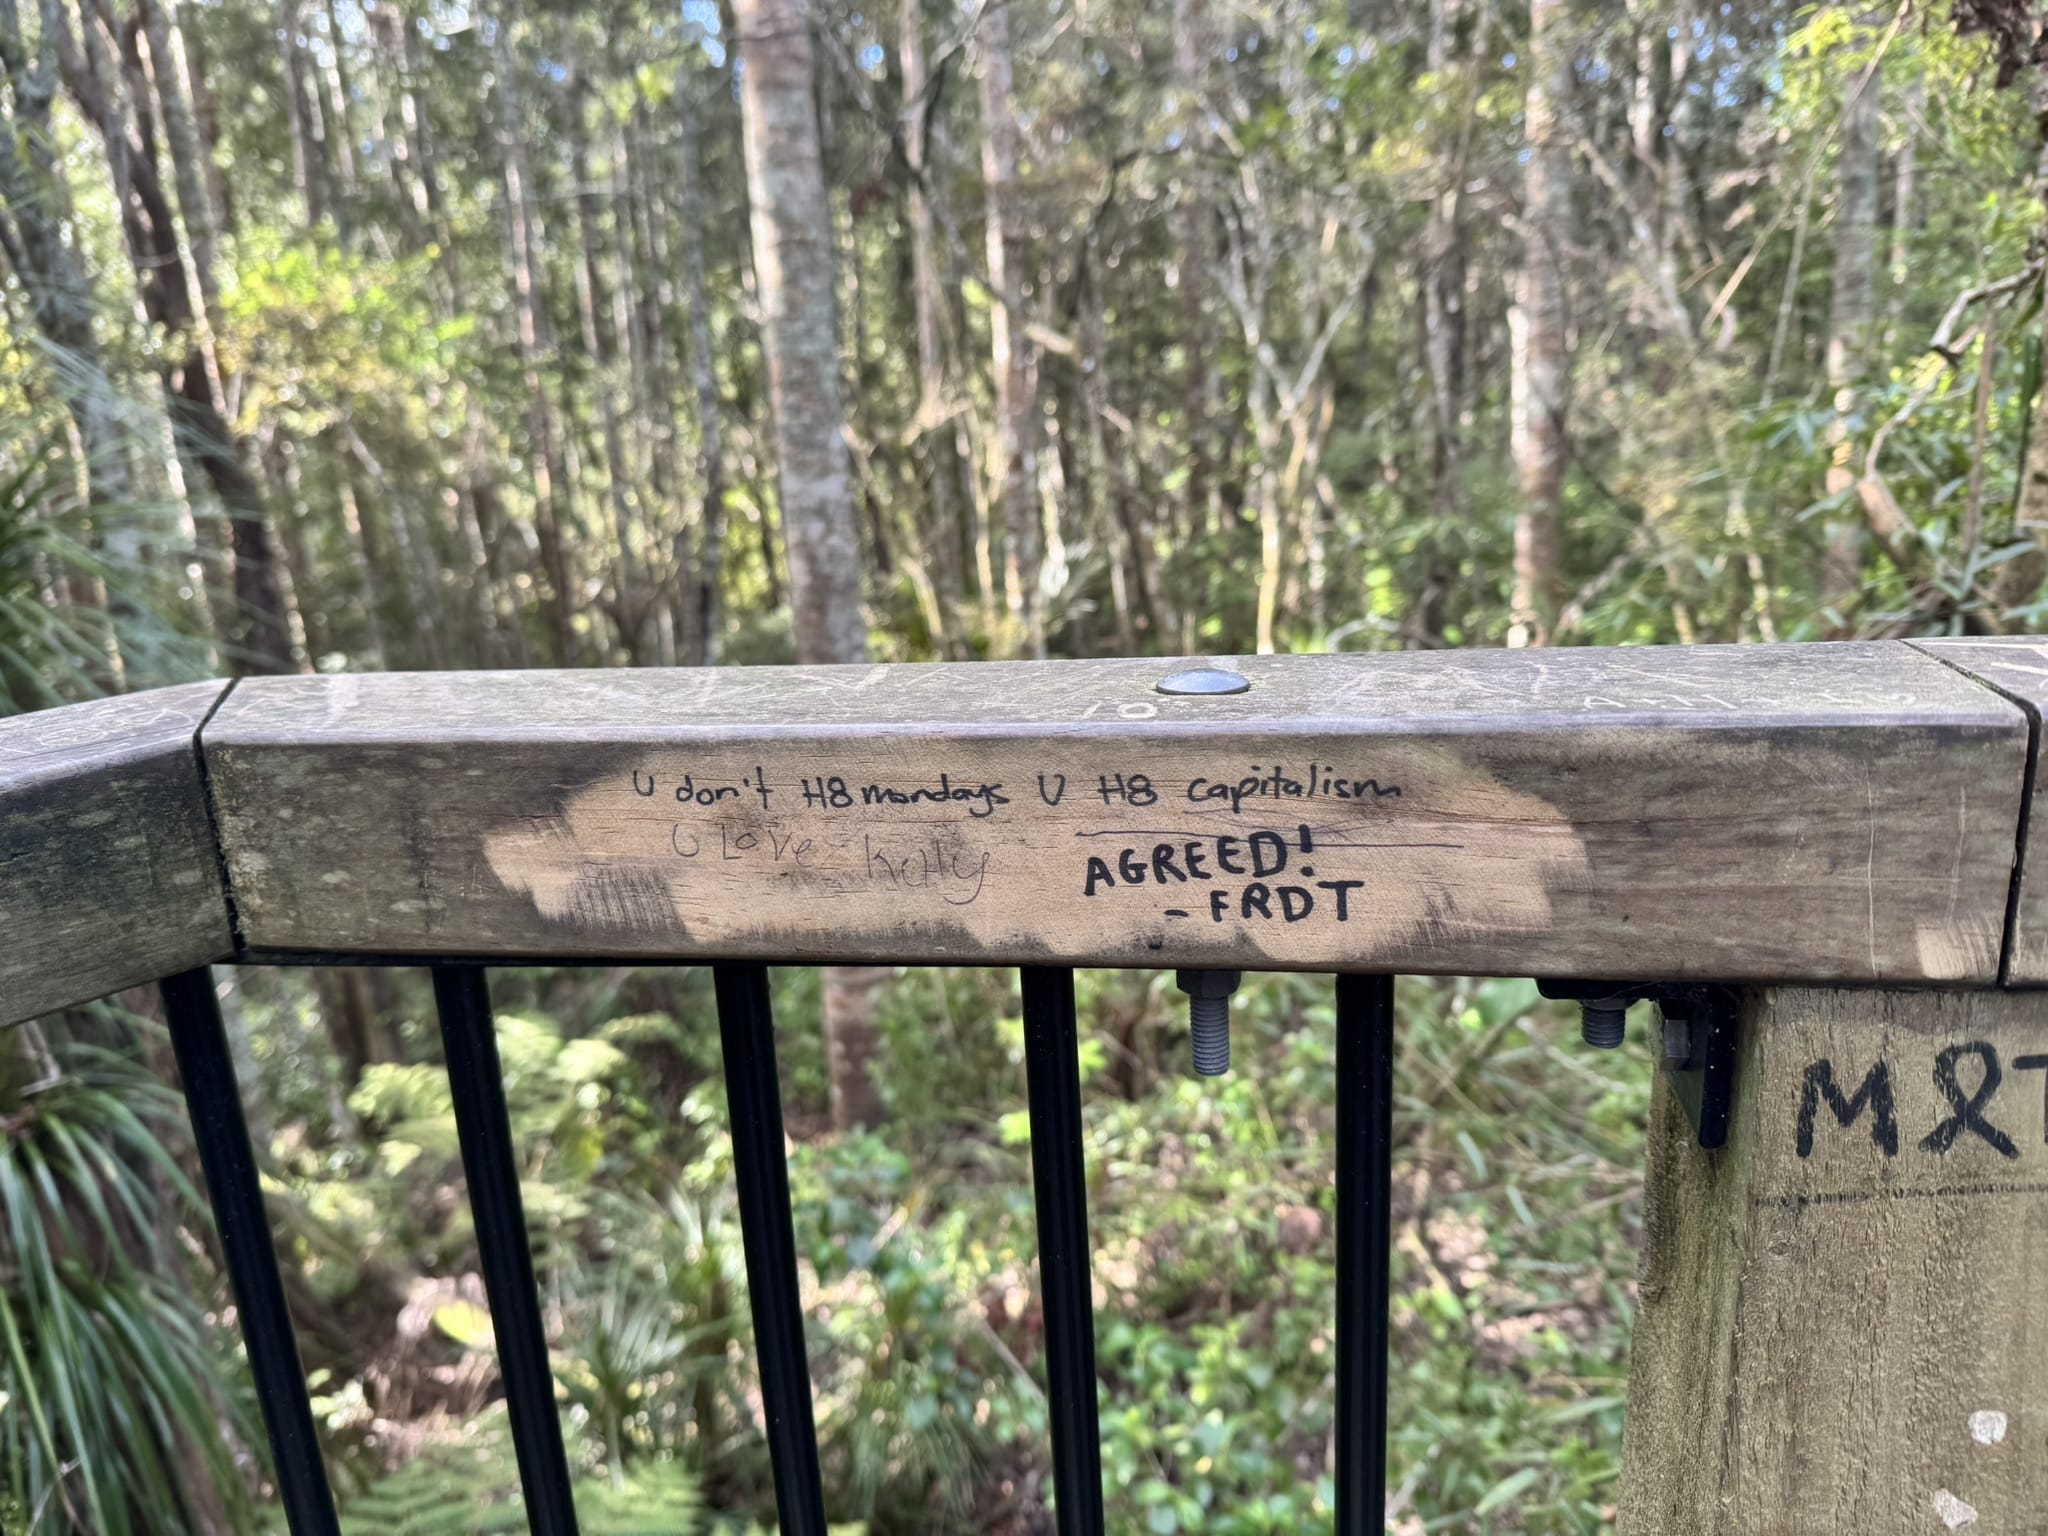 U don't H8 mondays U H8 capitalism
U Love Kelly
AGREED!
- FRDT
M & T